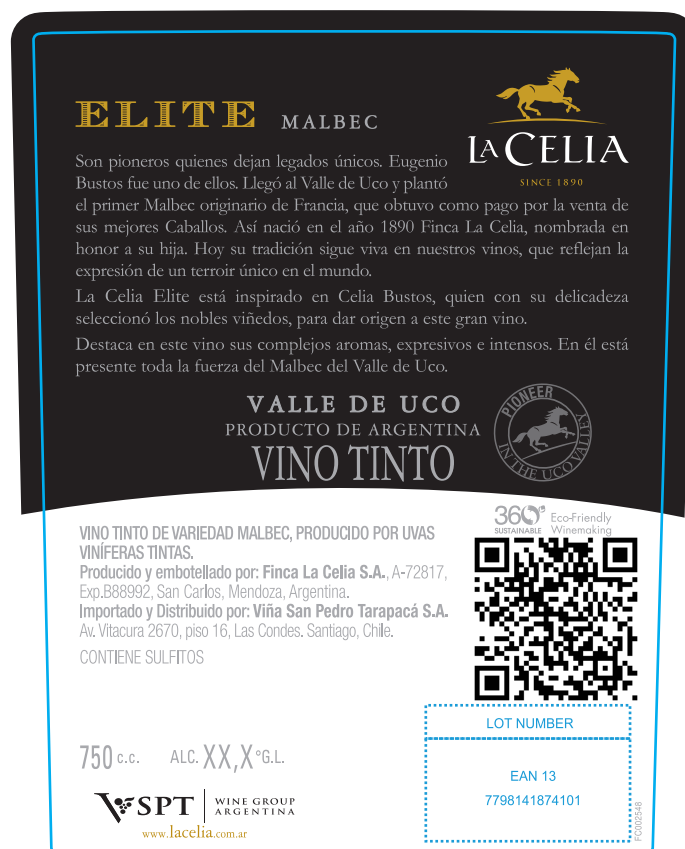 ELITE MALBEC
LA CELIA
SINCE 1890
Son pioneros quienes dejan legados únicos. Eugenio
Bustos fue uno de ellos. Llegó al Valle de Uco y plantó
el primer Malbec originario de Francia, que obtuvo como pago por la venta de
sus mejores Caballos. Así nació en el año 1890 Finca La Celia, nombrada en
honor a su hija. Hoy su tradición sigue viva en nuestros vinos, que reflejan la
expresión de un terroir único en el mundo.
La Celia Elite está inspirado en Celia Bustos, quien con su delicadeza
seleccionó los nobles viñedos, para dar origen a este gran vino.
Destaca en este vino sus complejos aromas, expresivos e intensos. En él está
presente toda la fuerza del Malbec del Valle de Uco.
VALLE DE UCO
PRODUCTO DE ARGENTINA
VINO TINTO
PIONEER
IN THE UCO VALLEY
360°
SUSTAINABLE
Eco-Friendly
Winemaking
VINO TINTO DE VARIEDAD MALBEC, PRODUCIDO POR UVAS
VINÍFERAS TINTAS.
Producido y embotellado por: Finca La Celia S.A., A-72817,
Exp.B88992, San Carlos, Mendoza, Argentina.
Importado y Distribuido por: Viña San Pedro Tarapacá S.A.
Av. Vitacura 2670, piso 16, Las Condes. Santiago, Chile.
CONTIENE SULFITOS
LOT NUMBER
EAN 13
7798141874101
FC002548
750 c.c. ALC. XX,X °G.L.
VSPT WINE GROUP
ARGENTINA
www.lacelia.com.ar